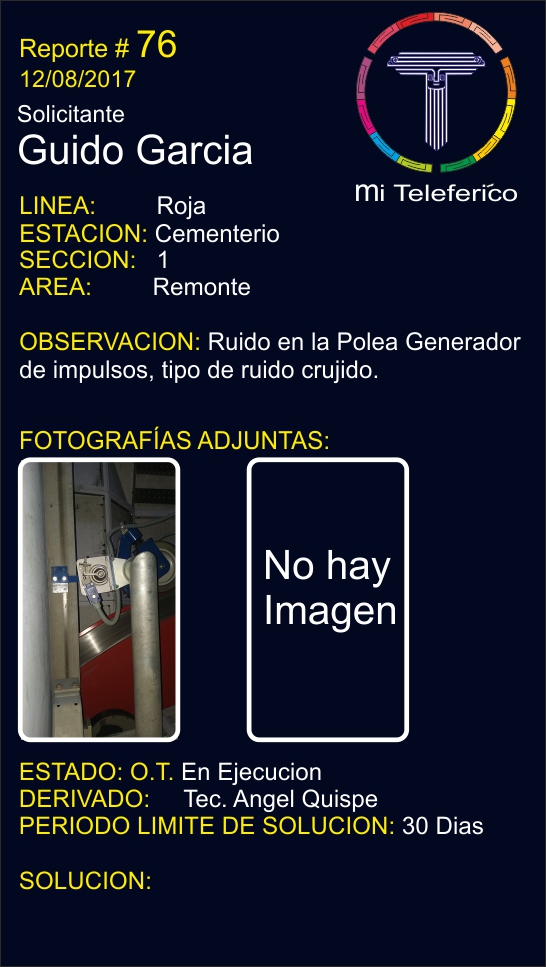 Reporte # 76
12/08/2017
Solicitante
Guido Garcia
mi Teleferíco
LINEA: Roja
ESTACION: Cementerio
SECCION: 1
AREA: Remonte
OBSERVACION: Ruido en la Polea Generador
de impulsos, tipo de ruido crujido.
FOTOGRAFÍAS ADJUNTAS:
No hay
Imagen
ESTADO: O.T. En Ejecucion
DERIVADO: Tec. Angel Quispe
PERIODO LIMITE DE SOLUCION: 30 Dias
SOLUCION: